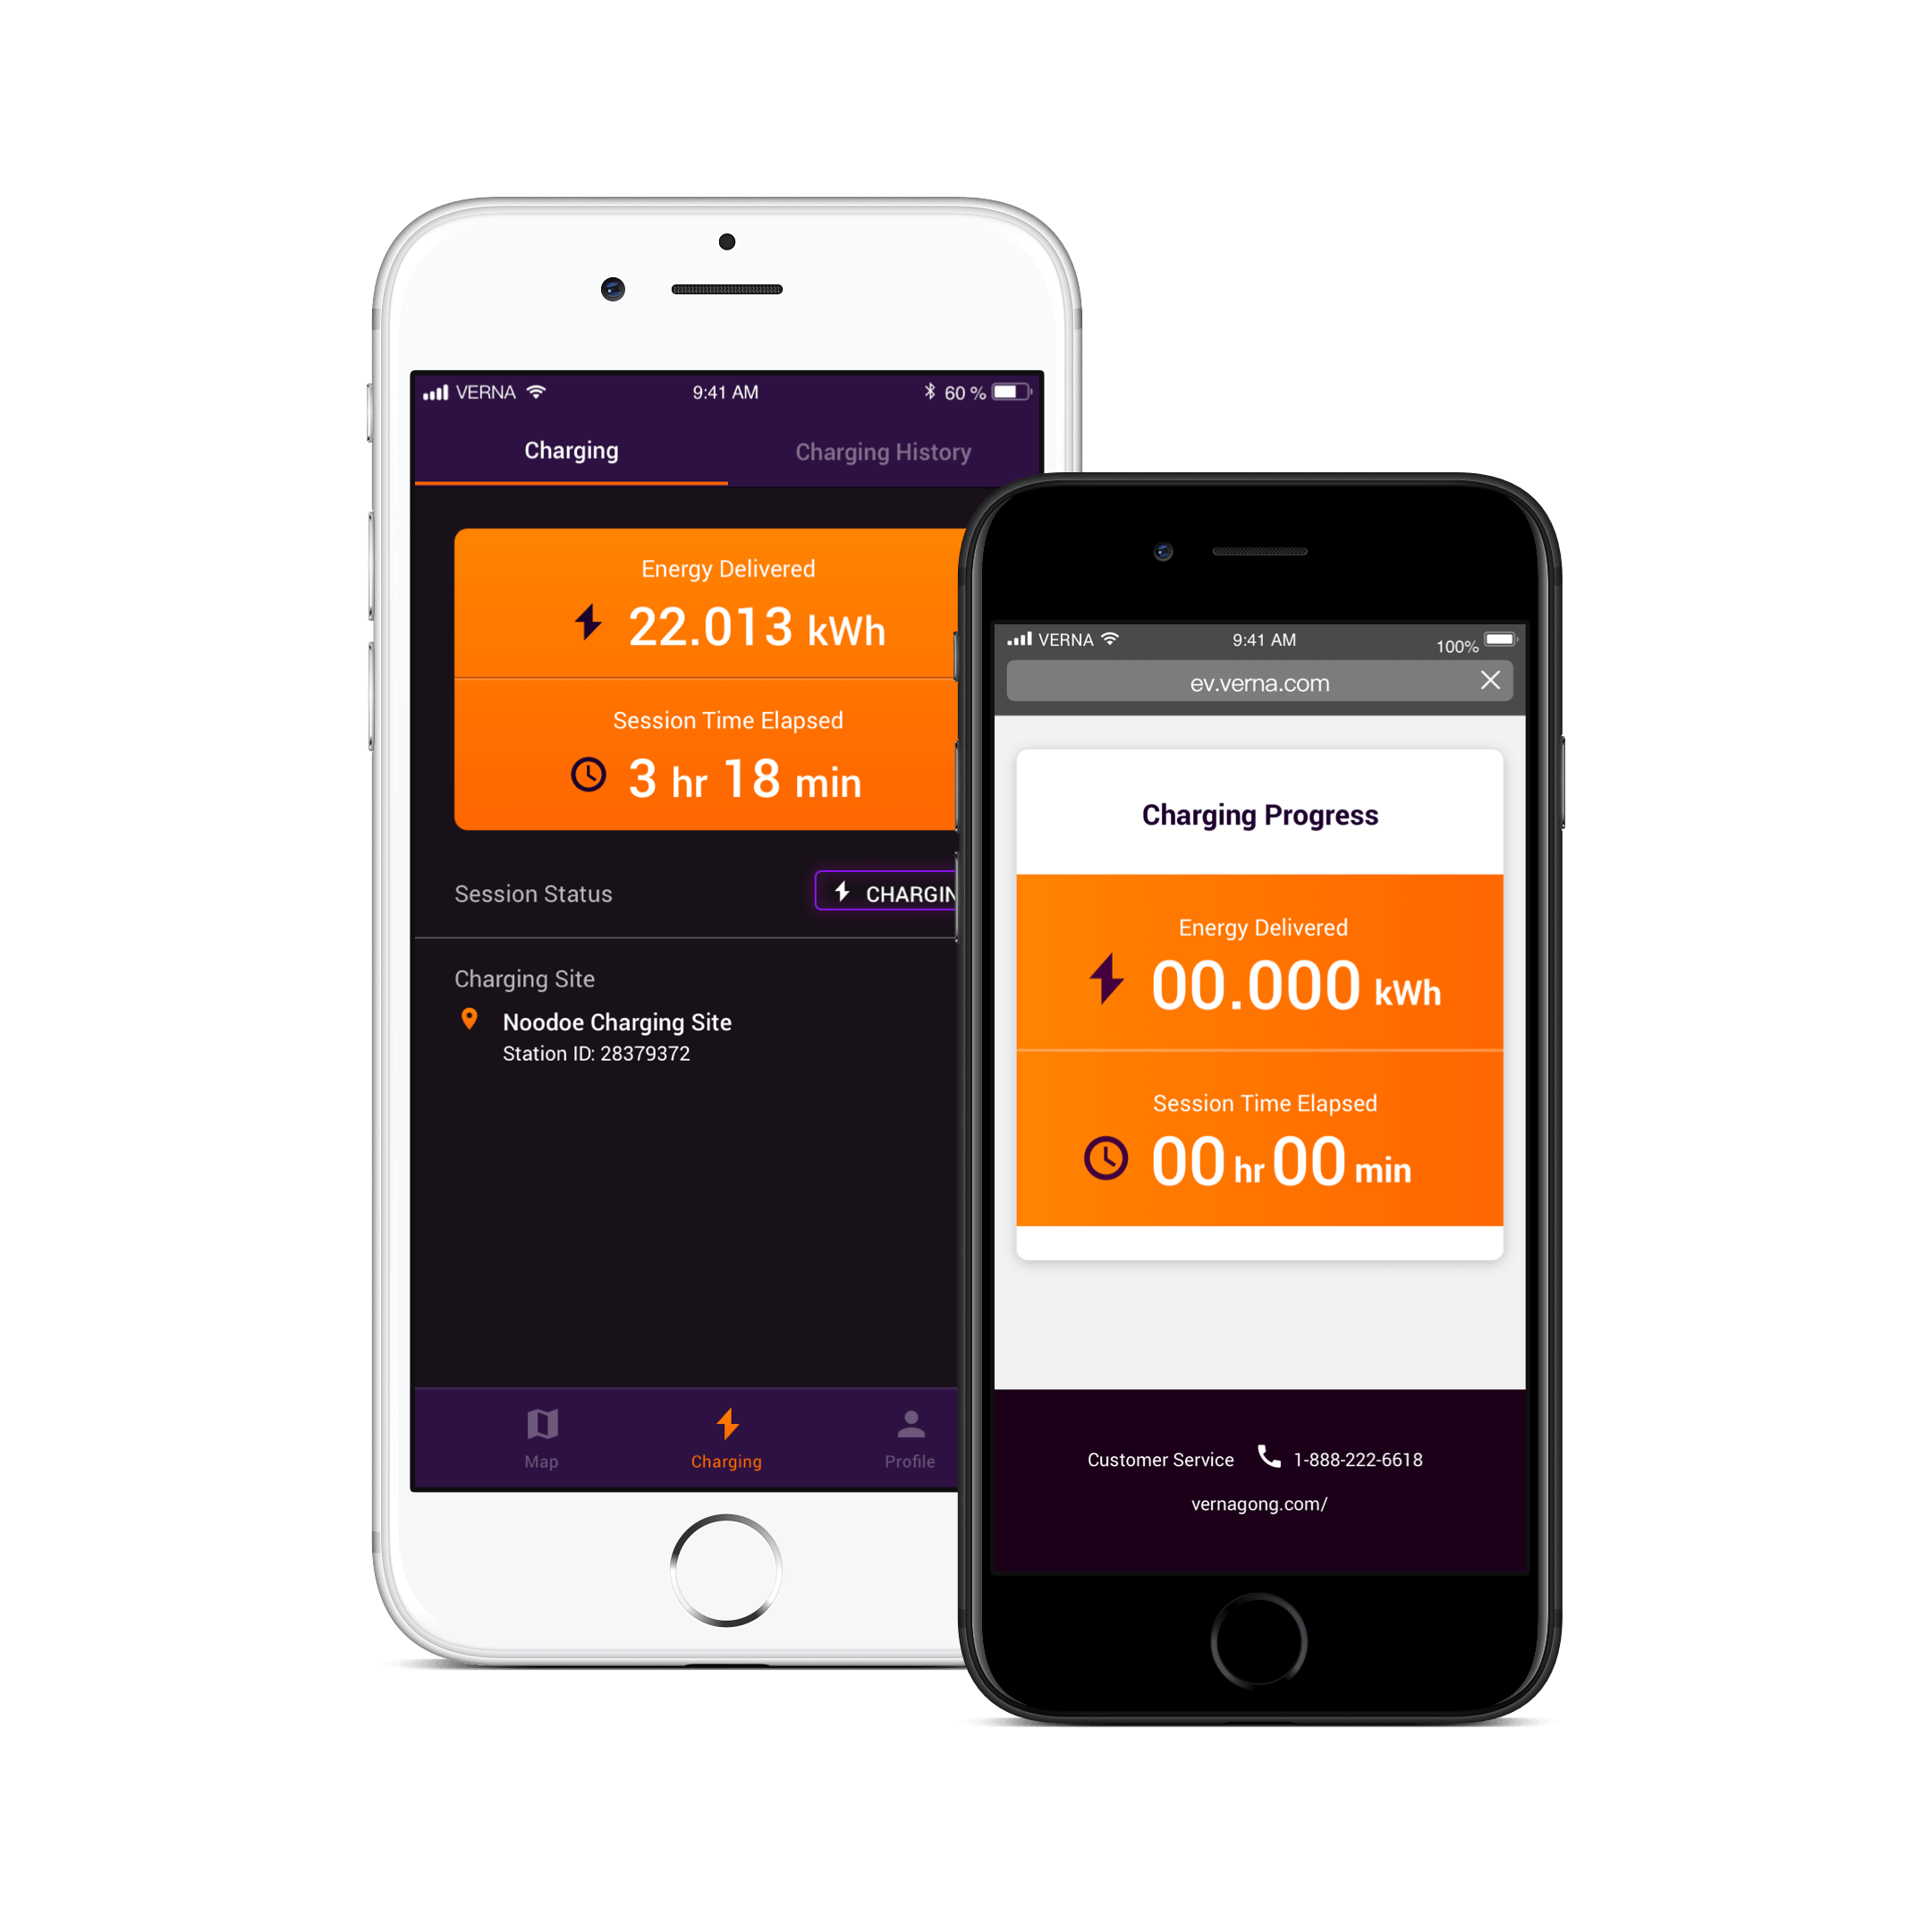 VERNA 9:41 AM 60 %
Charging Charging History
Energy Delivered
22.013 kWh
Session Time Elapsed
3 hr 18 min
Session Status CHARGIN
Charging Site
Noodoe Charging Site
Station ID: 28379372
Map Charging Profile
VERNA 9:41 AM 100%
ev.verna.com
Charging Progress
Energy Delivered
00.000 kWh
Session Time Elapsed
00 hr 00 min
Customer Service 1-888-222-6618
vernagong.com/